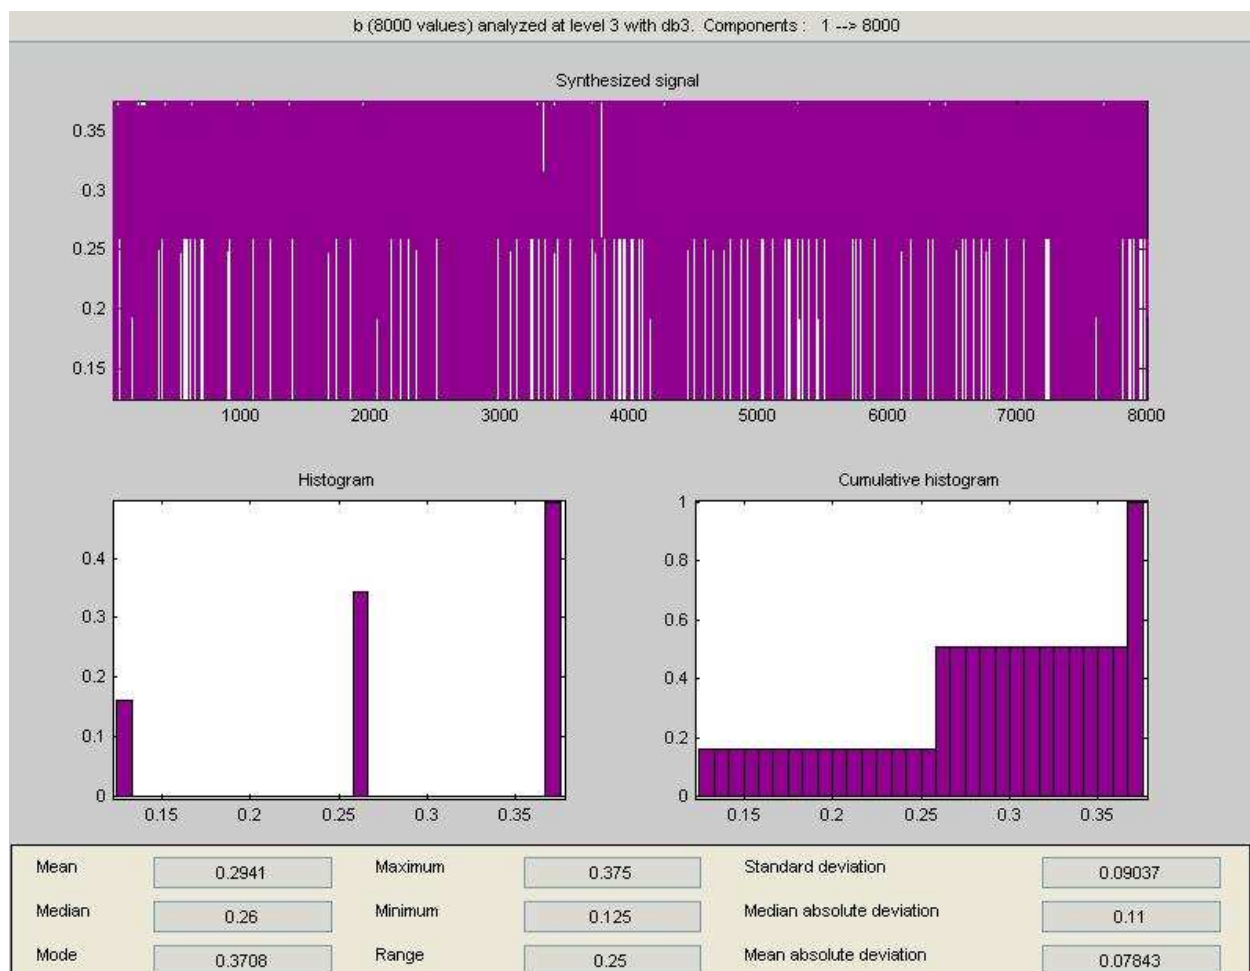 b (8000 values) analyzed at level 3 with db3. Components : 1 --> 8000
Synthesized signal
0.35
0.3
0.25
0.2
0.15
1000 2000 3000 4000 5000 6000 7000 8000
Histogram
0.4
0.3
0.2
0.1
0
0.15 0.2 0.25 0.3 0.35
Cumulative histogram
1
0.8
0.6
0.4
0.2
0
0.15 0.2 0.25 0.3 0.35
Mean 0.2941 Maximum 0.375 Standard deviation 0.09037
Median 0.26 Minimum 0.125 Median absolute deviation 0.11
Mode 0.3708 Range 0.25 Mean absolute deviation 0.07843